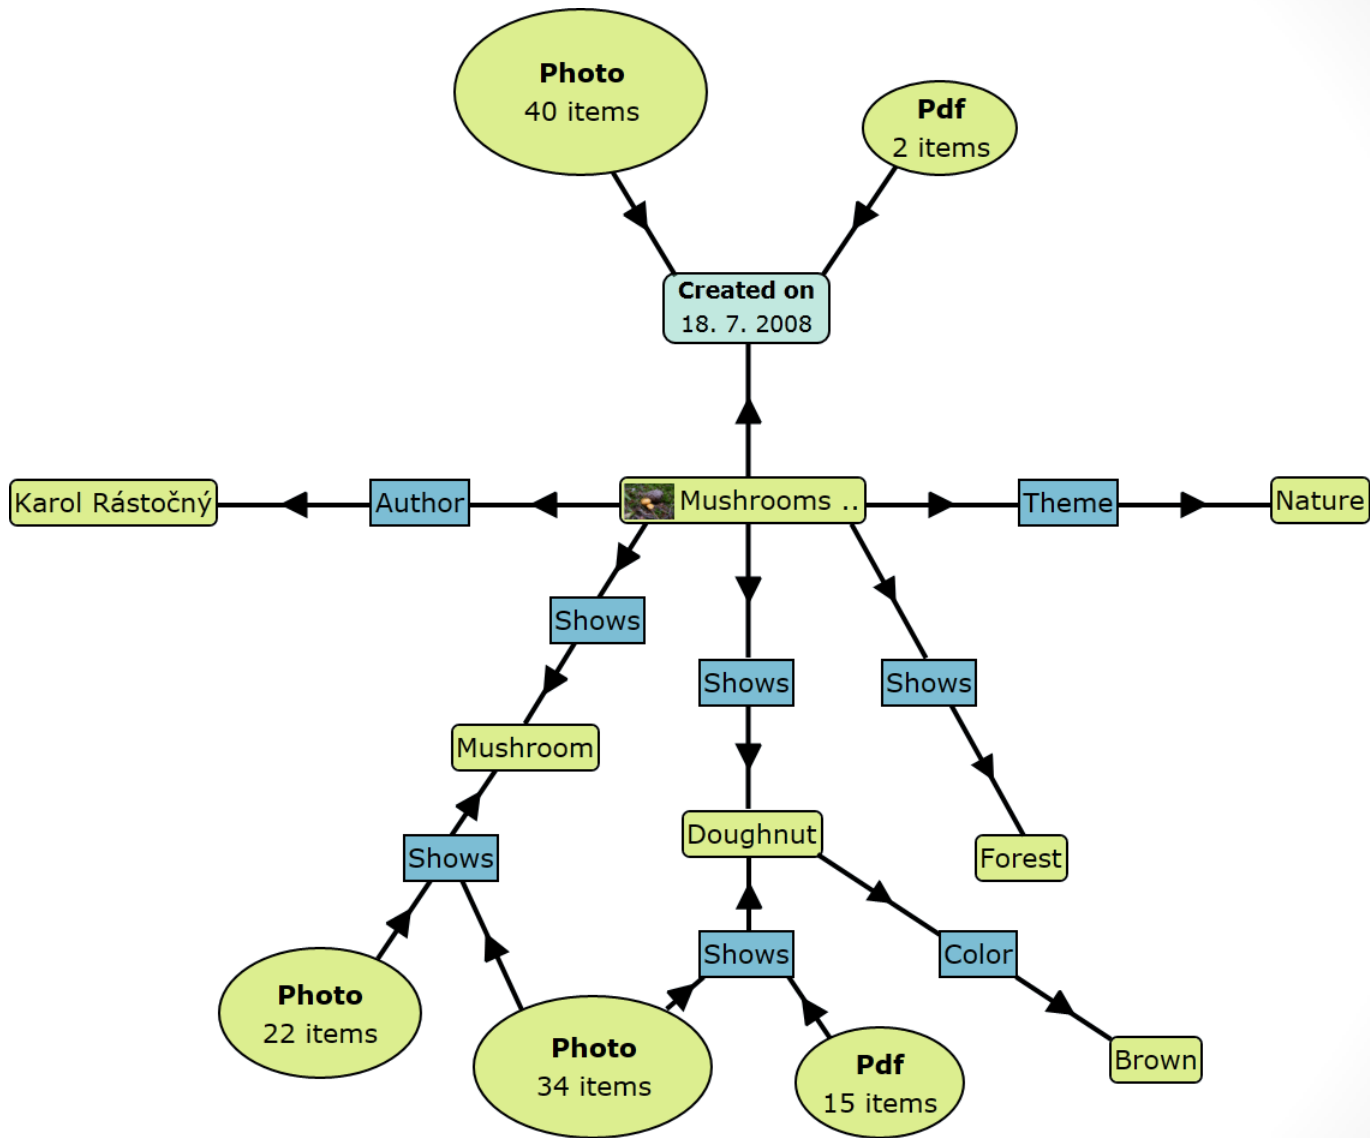 Photo
40 items
Pdf
2 items
Created on
18. 7. 2008
Karol Rástočný
Author
Mushrooms ..
Theme
Nature
Shows
Shows
Shows
Mushroom
Doughnut
Forest
Shows
Shows
Color
Photo
22 items
Photo
34 items
Pdf
15 items
Brown